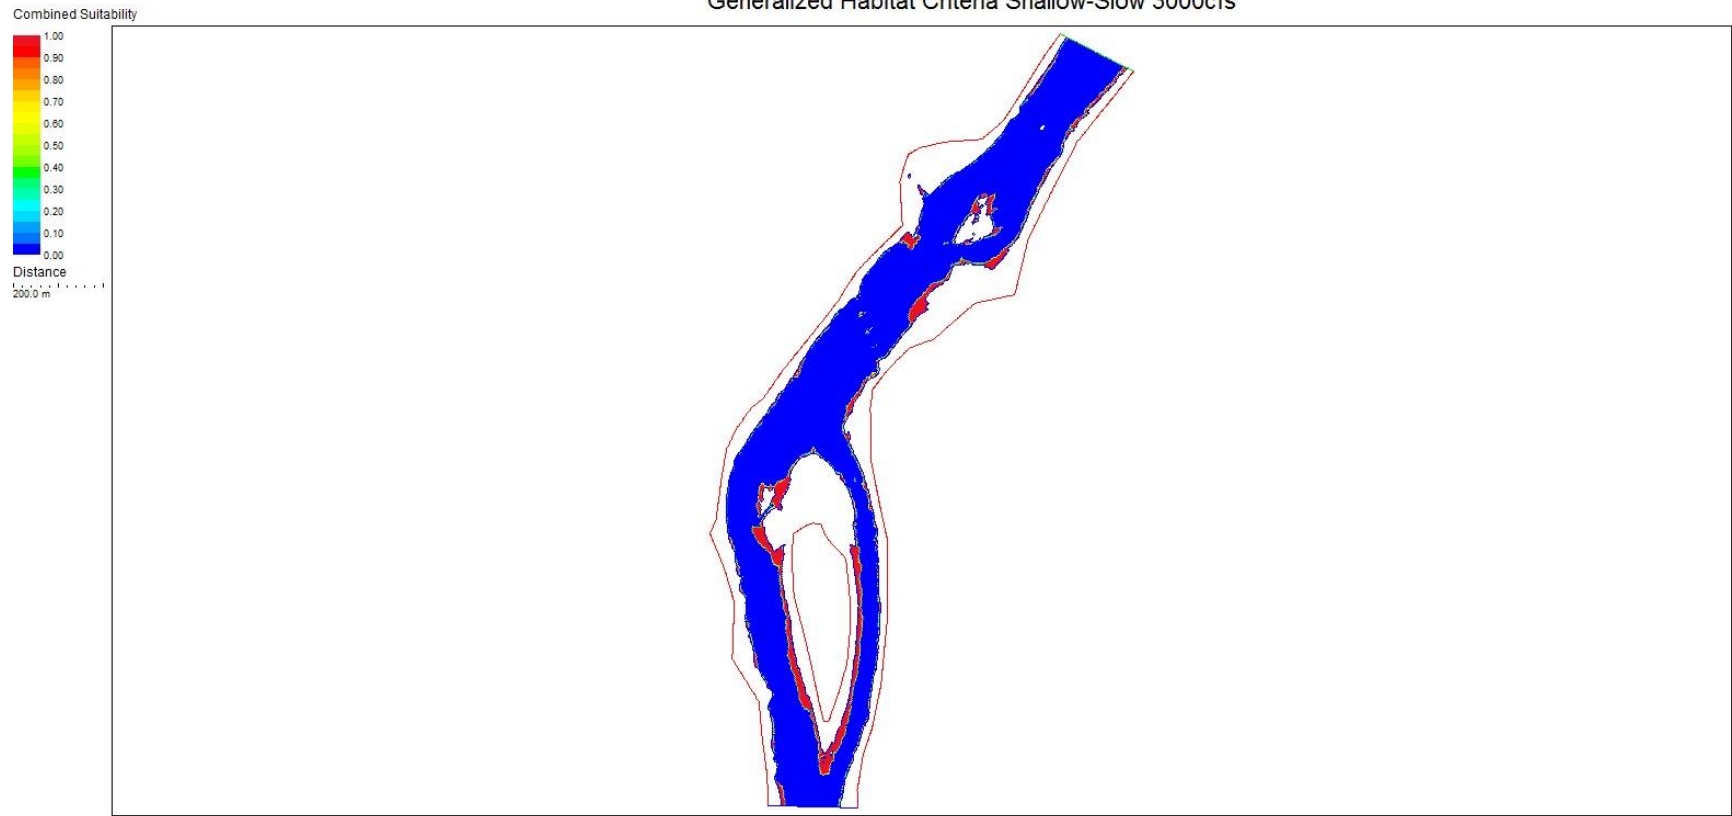 Generalized Habitat Criteria Shallow-Slow 3000cfs
Combined Suitability
1.00
0.90
0.80
0.70
0.60
0.50
0.40
0.30
0.20
0.10
0.00
Distance
200.0 m